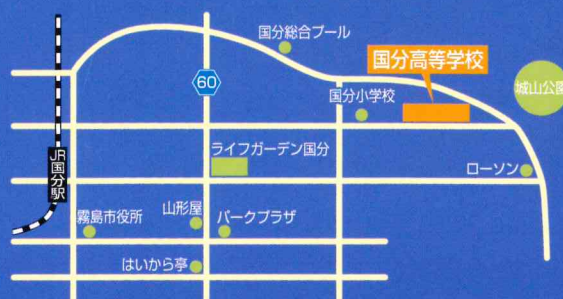 国分総合プール
国分高等学校
60
城山公園
国分小学校
JR国分駅
ライフガーデン国分
ローソン
霧島市役所
山形屋
パークプラザ
はいから亭